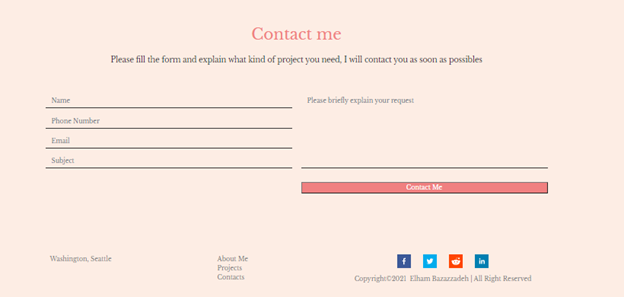 Contact me
Please fill the form and explain what kind of project you need, I will contact you as soon as possibles
Name
Phone Number
Email
Subject
Please briefly explain your request
Contact Me
Washington, Seattle
About Me
Projects
Contacts
Copyright©2021 Elham Bazazzadeh | All Right Reserved